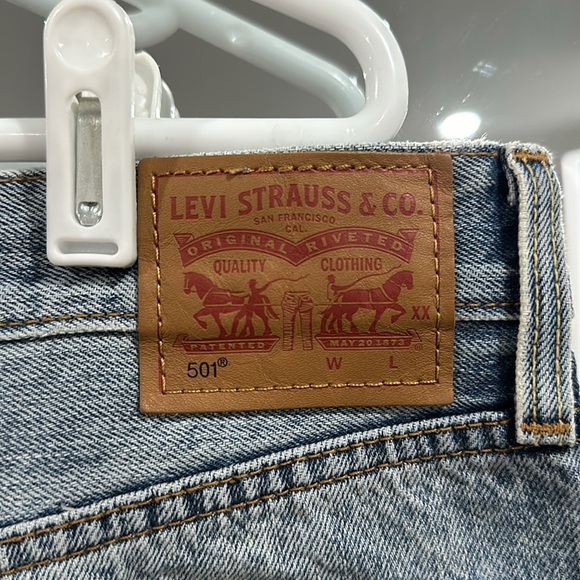 LEVI STRAUSS & CO.
SAN FRANCISCO
CAL.
ORIGINAL RIVETED
QUALITY CLOTHING
XX
PATENTED MAY 20 1873
501® W L